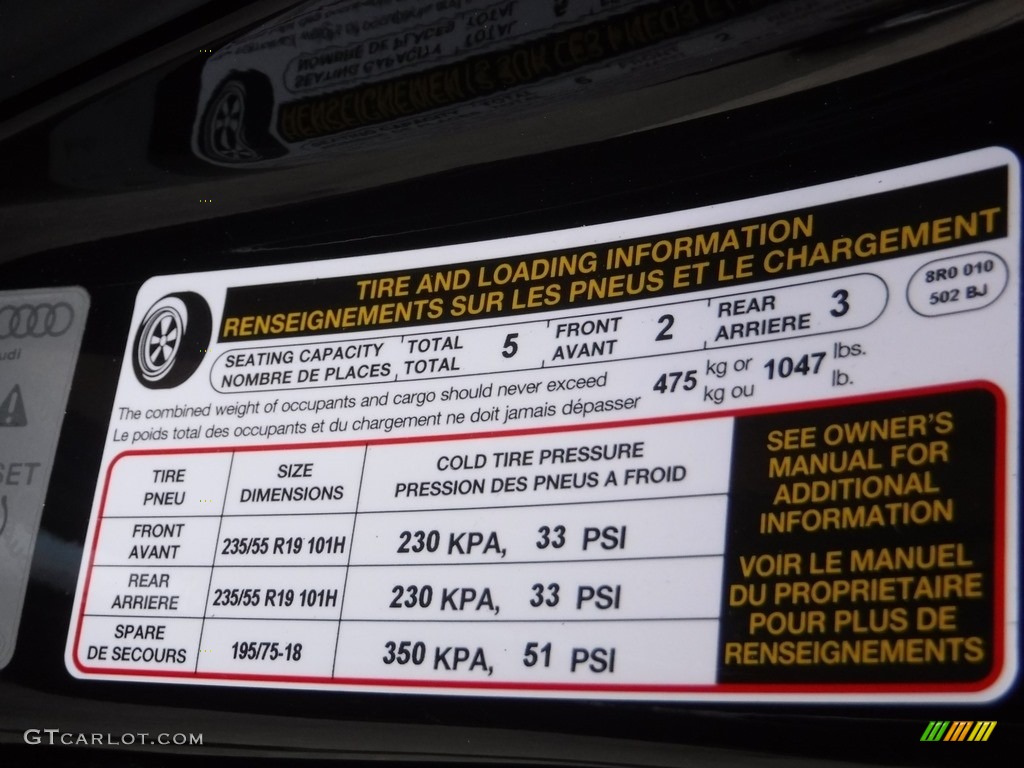 TIRE AND LOADING INFORMATION
RENSEIGNEMENTS SUR LES PNEUS ET LE CHARGEMENT
8R0 010
502 BJ
SEATING CAPACITY TOTAL 5 FRONT 2 REAR 3
NOMBRE DE PLACES TOTAL AVANT ARRIERE
The combined weight of occupants and cargo should never exceed 475 kg or 1047 lbs.
Le poids total des occupants et du chargement ne doit jamais dépasser kg ou lb.
TIRE SIZE COLD TIRE PRESSURE
PNEU DIMENSIONS PRESSION DES PNEUS A FROID
FRONT
AVANT 235/55 R19 101H 230 KPA, 33 PSI
REAR
ARRIERE 235/55 R19 101H 230 KPA, 33 PSI
SPARE
DE SECOURS 195/75-18 350 KPA, 51 PSI
SEE OWNER'S
MANUAL FOR
ADDITIONAL
INFORMATION
VOIR LE MANUEL
DU PROPRIETAIRE
POUR PLUS DE
RENSEIGNEMENTS
GTCARLOT.COM